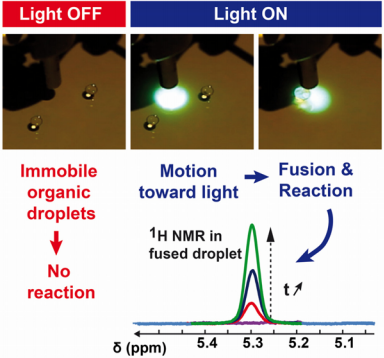 Light OFF
Light ON
Immobile
organic
droplets
No
reaction
Motion
toward light
Fusion &
Reaction
¹H NMR in
fused droplet
t
5.4 5.3 5.2 5.1
δ (ppm)